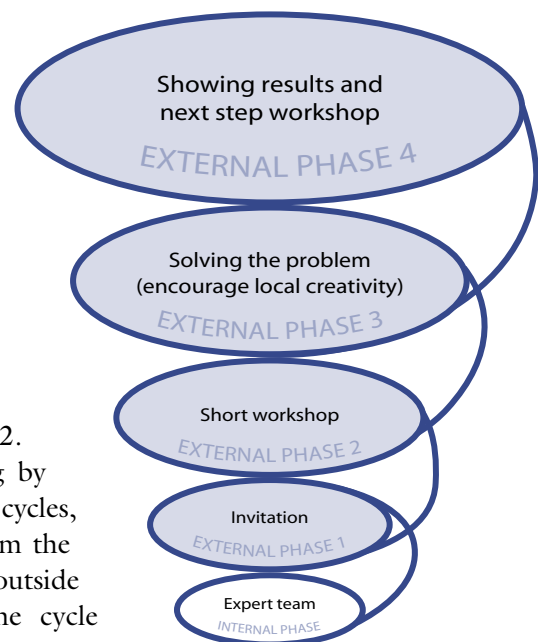 Showing results and
next step workshop
EXTERNAL PHASE 4
Solving the problem
(encourage local creativity)
EXTERNAL PHASE 3
Short workshop
EXTERNAL PHASE 2
Invitation
EXTERNAL PHASE 1
Expert team
INTERNAL PHASE
2.
by
cycles,
the
outside
cycle